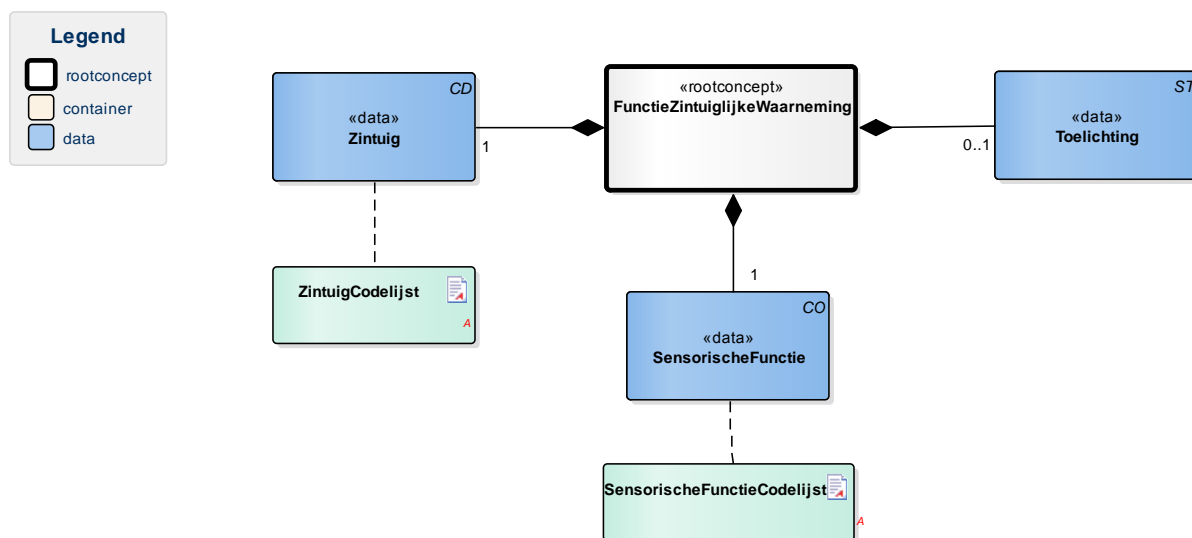 Legend
rootconcept
container
data
CD
«data»
Zintuig
1
«rootconcept»
FunctieZintuiglijkeWaarneming
ST
«data»
Toelichting
0..1
ZintuigCodelijst
A
1
CO
«data»
SensorischeFunctie
SensorischeFunctieCodelijst
A